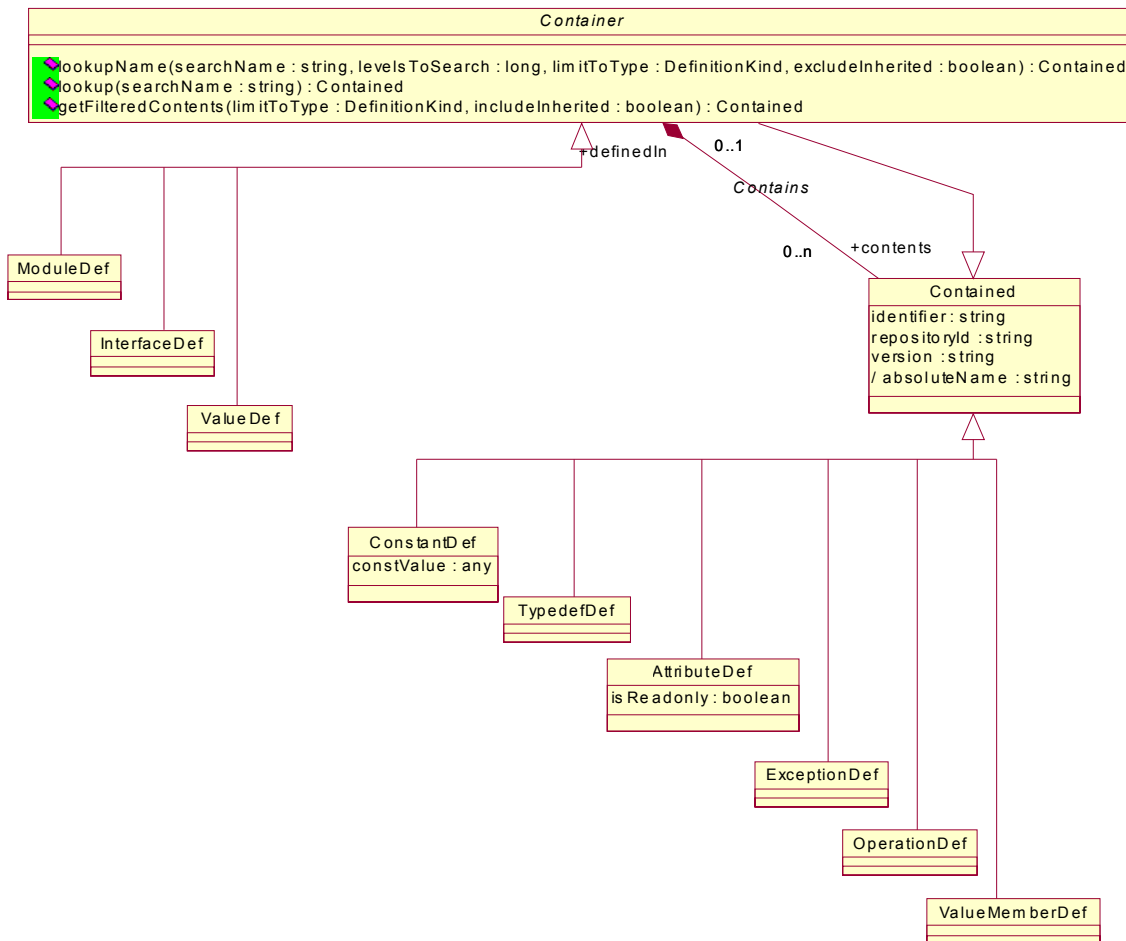 Container
lookupName(searchName : string, levelsToSearch : long, limitToType : DefinitionKind, excludeInherited : boolean) : Contained
lookup(searchName : string) : Contained
getFilteredContents(limitToType : DefinitionKind, includeInherited : boolean) : Contained
+definedIn
0..1
Contains
0..n
+contents
ModuleDef
InterfaceDef
ValueDef
Contained
identifier : string
repositoryId : string
version : string
/ absoluteName : string
ConstantDef
constValue : any
TypedefDef
AttributeDef
isReadonly : boolean
ExceptionDef
OperationDef
ValueMemberDef